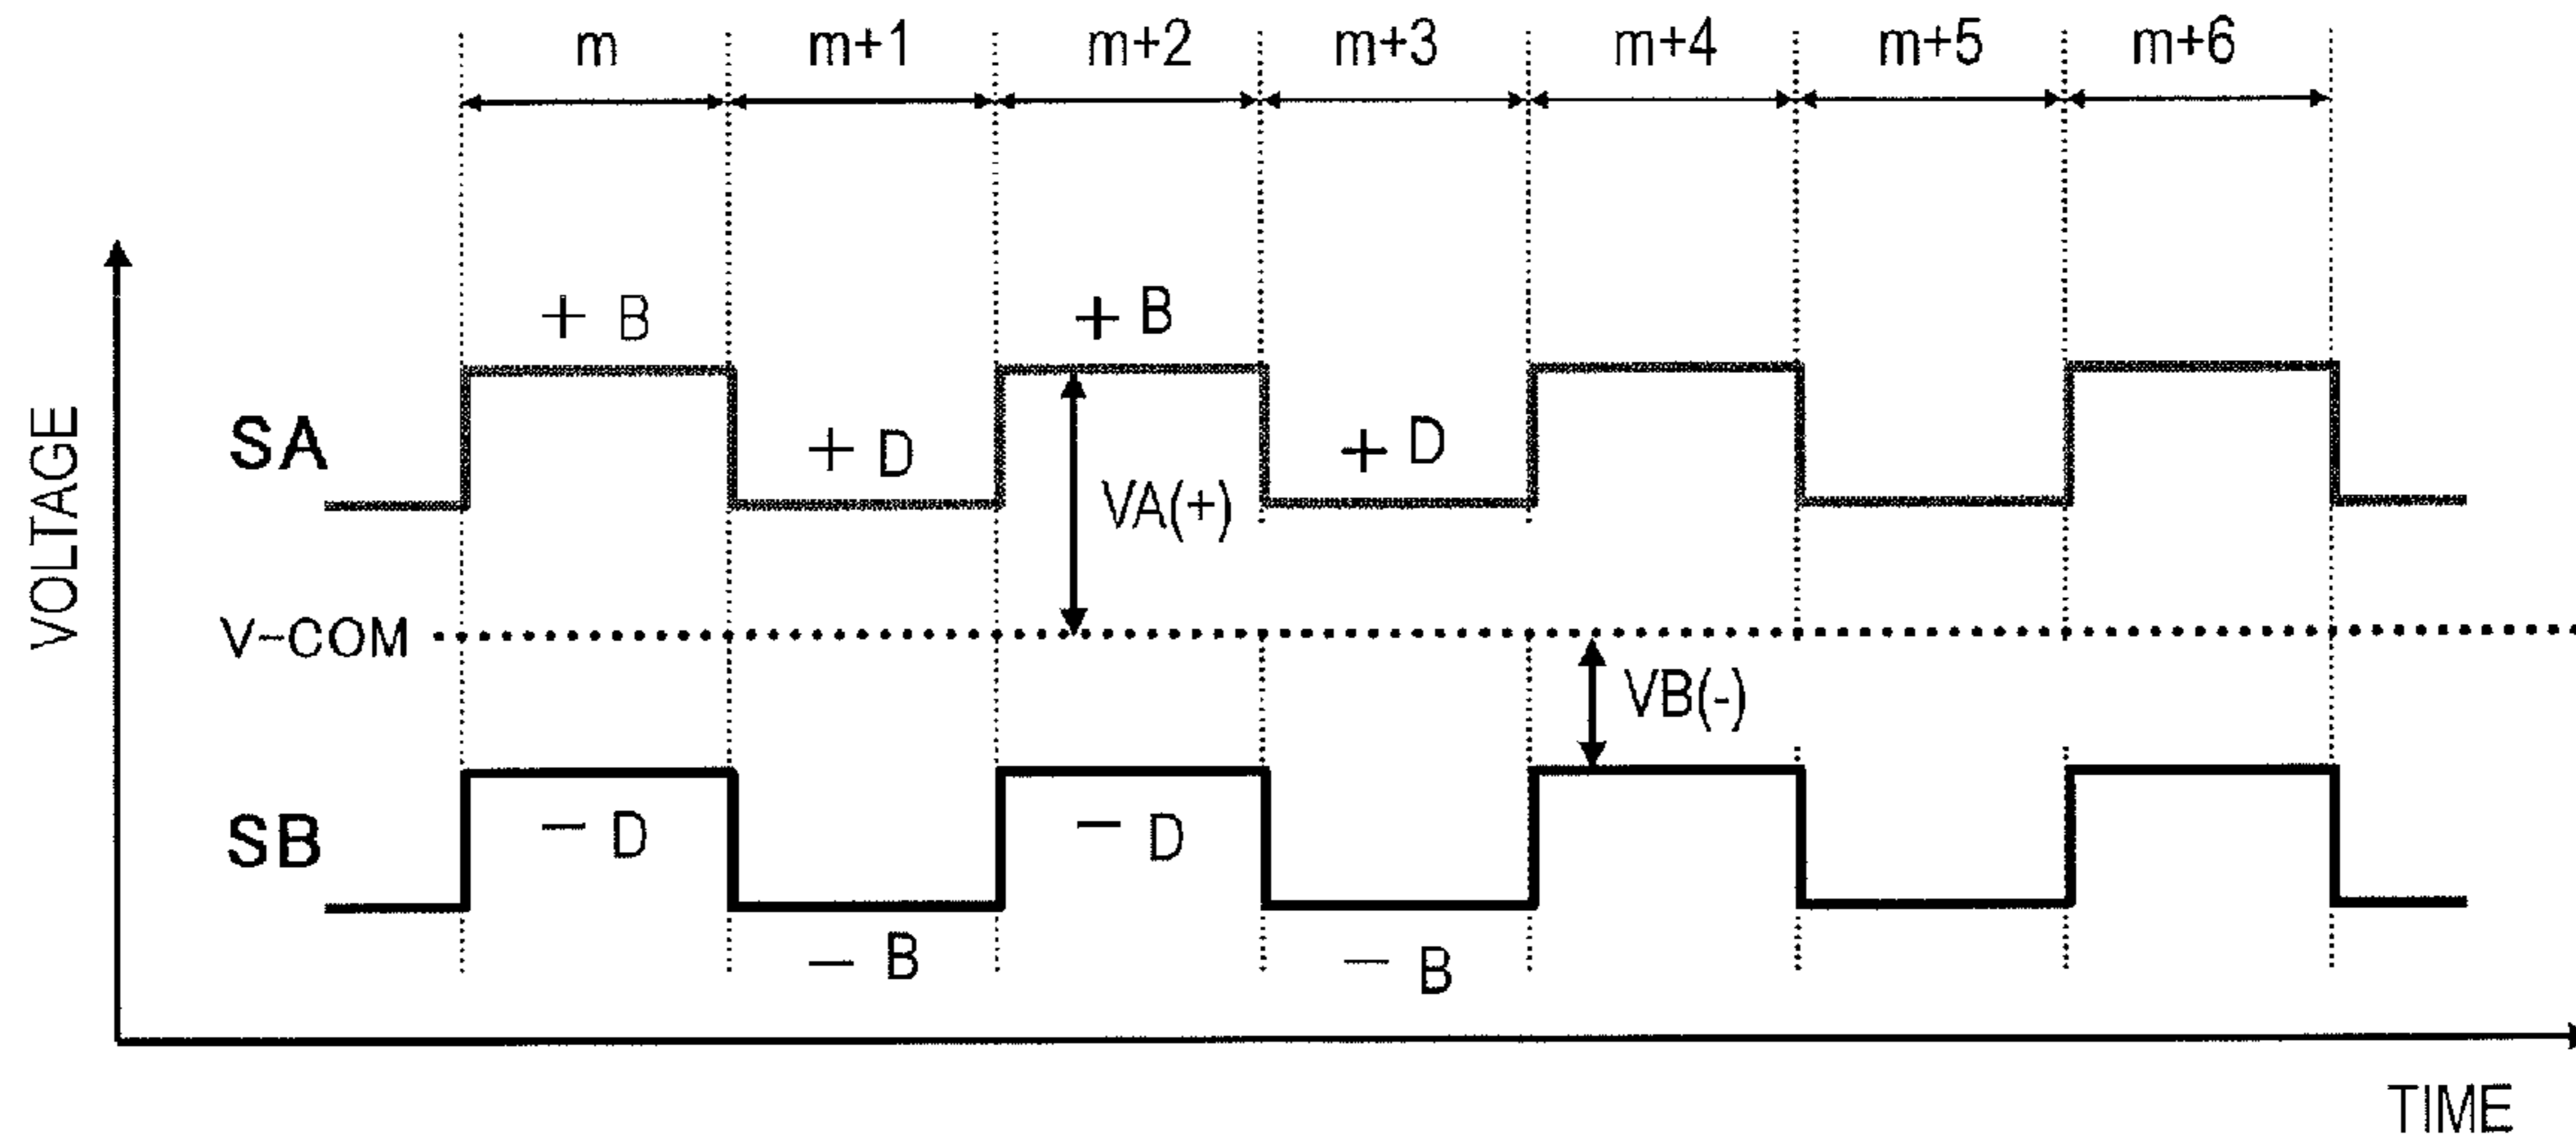 m m+1 m+2 m+3 m+4 m+5 m+6
+ B + B
+ D + D
SA
VA(+)
VOLTAGE
V-COM
VB(-)
SB
− D − D
− B − B
TIME